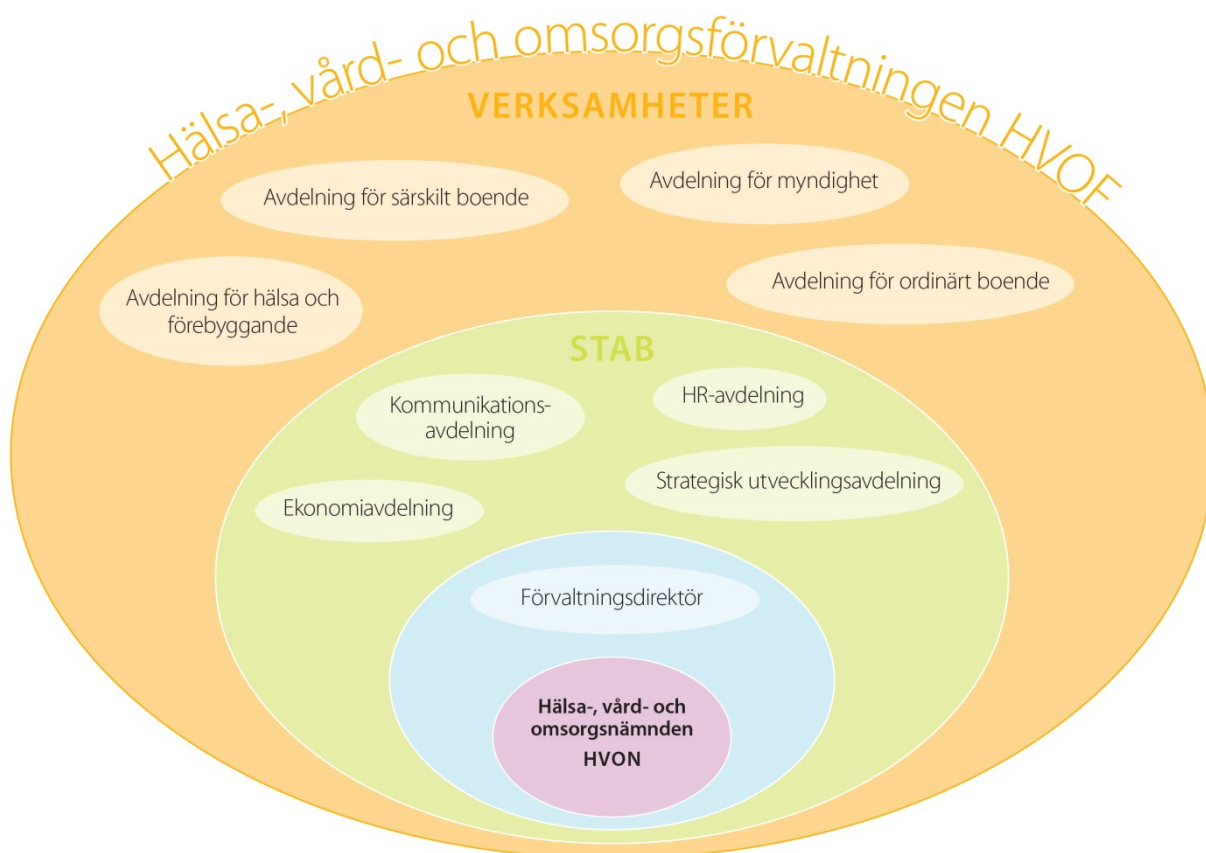 Hälsa-, vård- och omsorgsförvaltningen HVOF
VERKSAMHETER
Avdelning för särskilt boende
Avdelning för myndighet
Avdelning för hälsa och
förebyggande
Avdelning för ordinärt boende
STAB
Kommunikations-
avdelning
HR-avdelning
Ekonomiavdelning
Strategisk utvecklingsavdelning
Förvaltningsdirektör
Hälsa-, vård- och
omsorgsnämnden
HVON